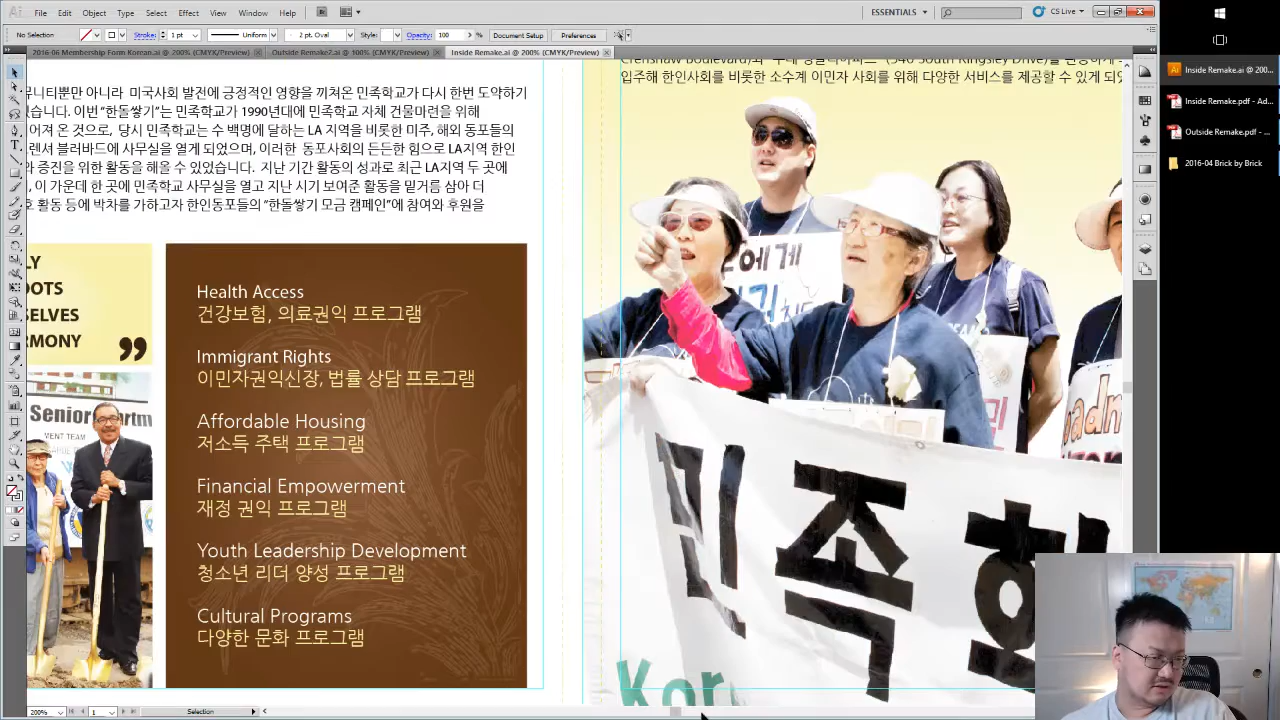 Ai File Edit Object Type Select Effect View Window Help Br ESSENTIALS CS Live
No Selection Stroke: 1 pt Uniform 2 pt. Oval Style: Opacity: 100 % Document Setup Preferences
2016-06 Membership Form Korean.ai @ 200% (CMYK/Preview) Outside Remake2.ai @ 100% (CMYK/Preview) Inside Remake.ai @ 200% (CMYK/Preview)
뮤니티뿐만 아니라 미국사회 발전에 긍정적인 영향을 끼쳐온 민족학교가 다시 한번 도약하기
습니다. 이번 “한돌쌓기”는 민족학교가 1990년대에 민족학교 자체 건물마련을 위해
어져 온 것으로, 당시 민족학교는 수 백명에 달하는 LA 지역을 비롯한 미주, 해외 동포들의
렌셔 블러바드에 사무실을 열게 되었으며, 이러한 동포사회의 든든한 힘으로 LA지역 한인
과 증진을 위한 활동을 해올 수 있었습니다. 지난 기간 활동의 성과로 최근 LA지역 두 곳에
, 이 가운데 한 곳에 민족학교 사무실을 열고 지난 시기 보여준 활동을 밑거름 삼아 더
활동 등에 박차를 가하고자 한인동포들의 “한돌쌓기 모금 캠페인”에 참여와 후원을
LY
OOTS
SELVES
RMONY
”
Senior
MENT TEAM
Health Access
건강보험, 의료권익 프로그램
Immigrant Rights
이민자권익신장, 법률 상담 프로그램
Affordable Housing
저소득 주택 프로그램
Financial Empowerment
재정 권익 프로그램
Youth Leadership Development
청소년 리더 양성 프로그램
Cultural Programs
다양한 문화 프로그램
입주해 한인사회를 비롯한 소수계 이민자 사회를 위해 다양한 서비스를 제공할 수 있게 되었
에게
민족학
Kor
Inside Remake.ai @ 200...
Inside Remake.pdf - Ad...
Outside Remake.pdf - ...
2016-04 Brick by Brick
200% 1 Selection